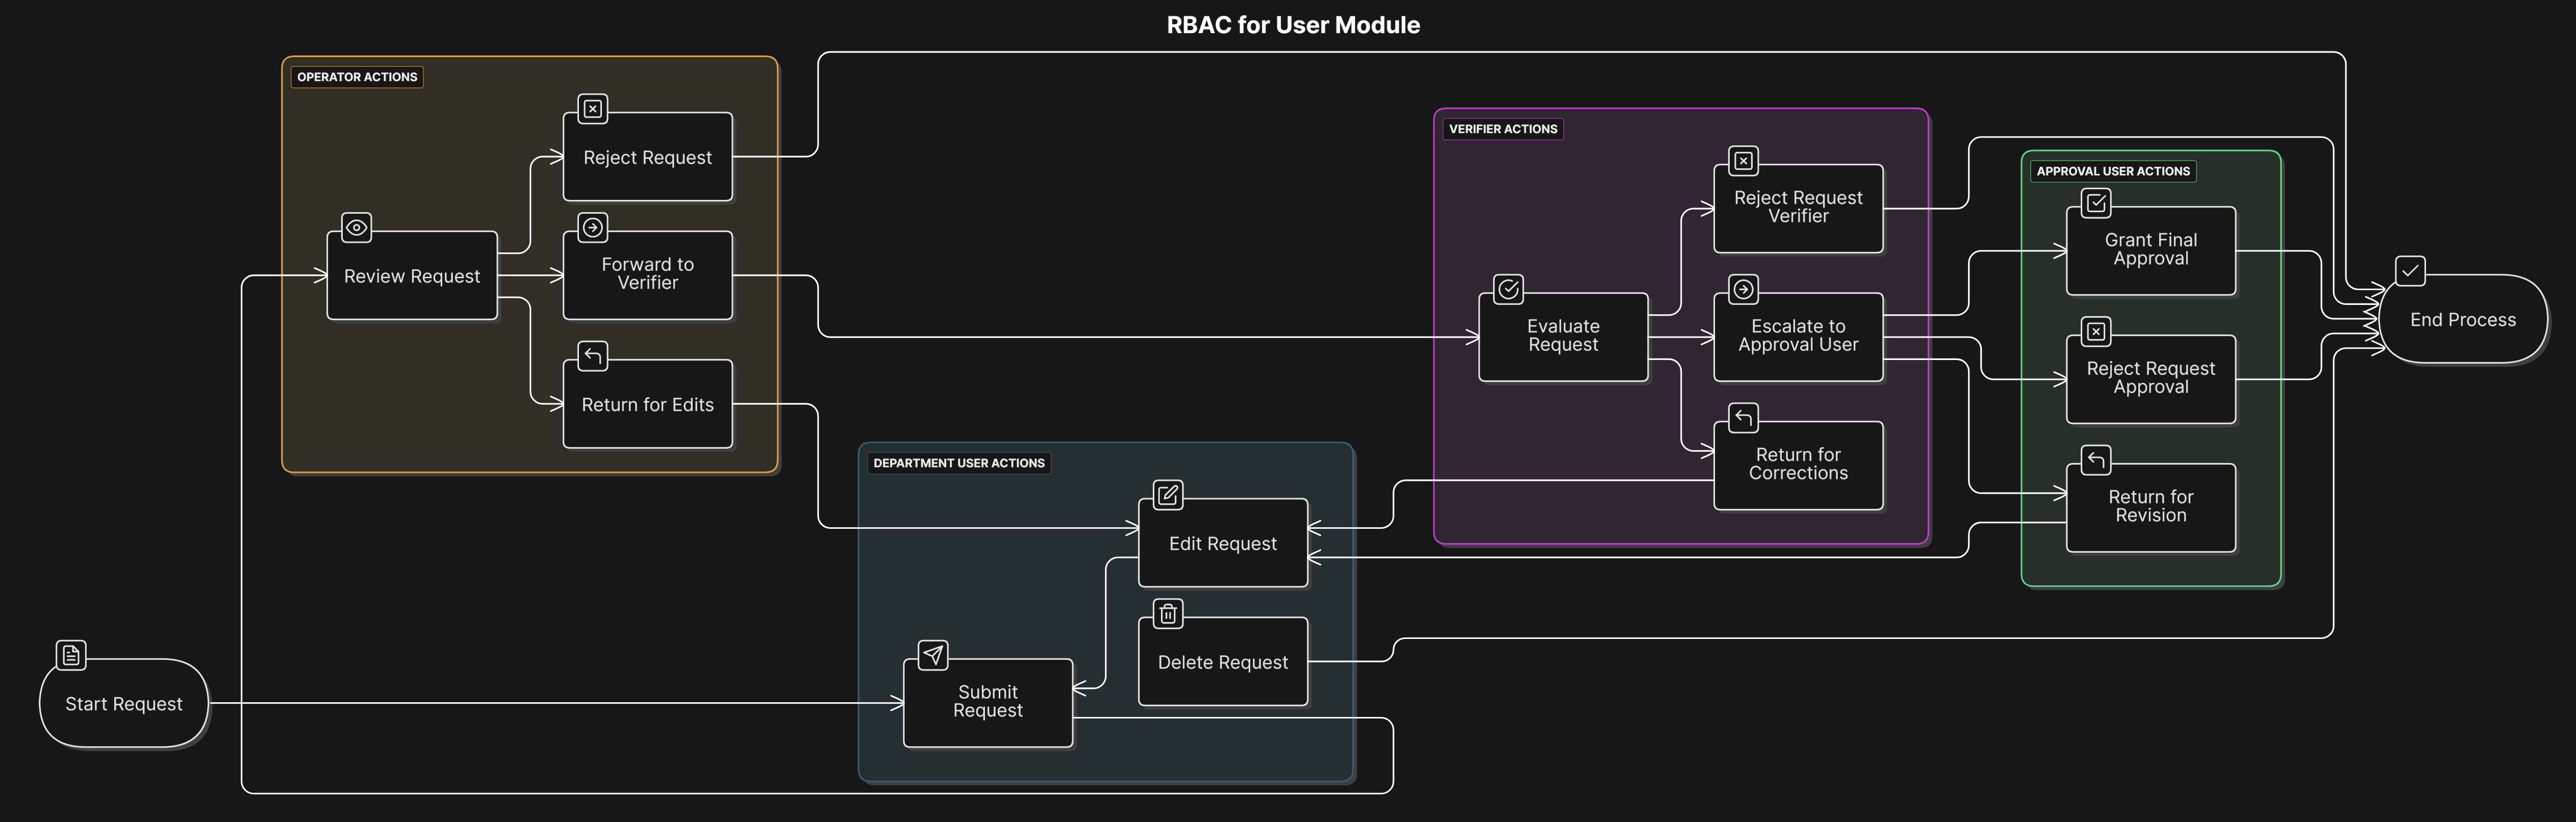 RBAC for User Module
OPERATOR ACTIONS
Reject Request
Review Request
Forward to
Verifier
Return for Edits
VERIFIER ACTIONS
Reject Request
Verifier
Evaluate
Request
Escalate to
Approval User
Return for
Corrections
APPROVAL USER ACTIONS
Grant Final
Approval
Reject Request
Approval
Return for
Revision
End Process
DEPARTMENT USER ACTIONS
Edit Request
Delete Request
Submit
Request
Start Request